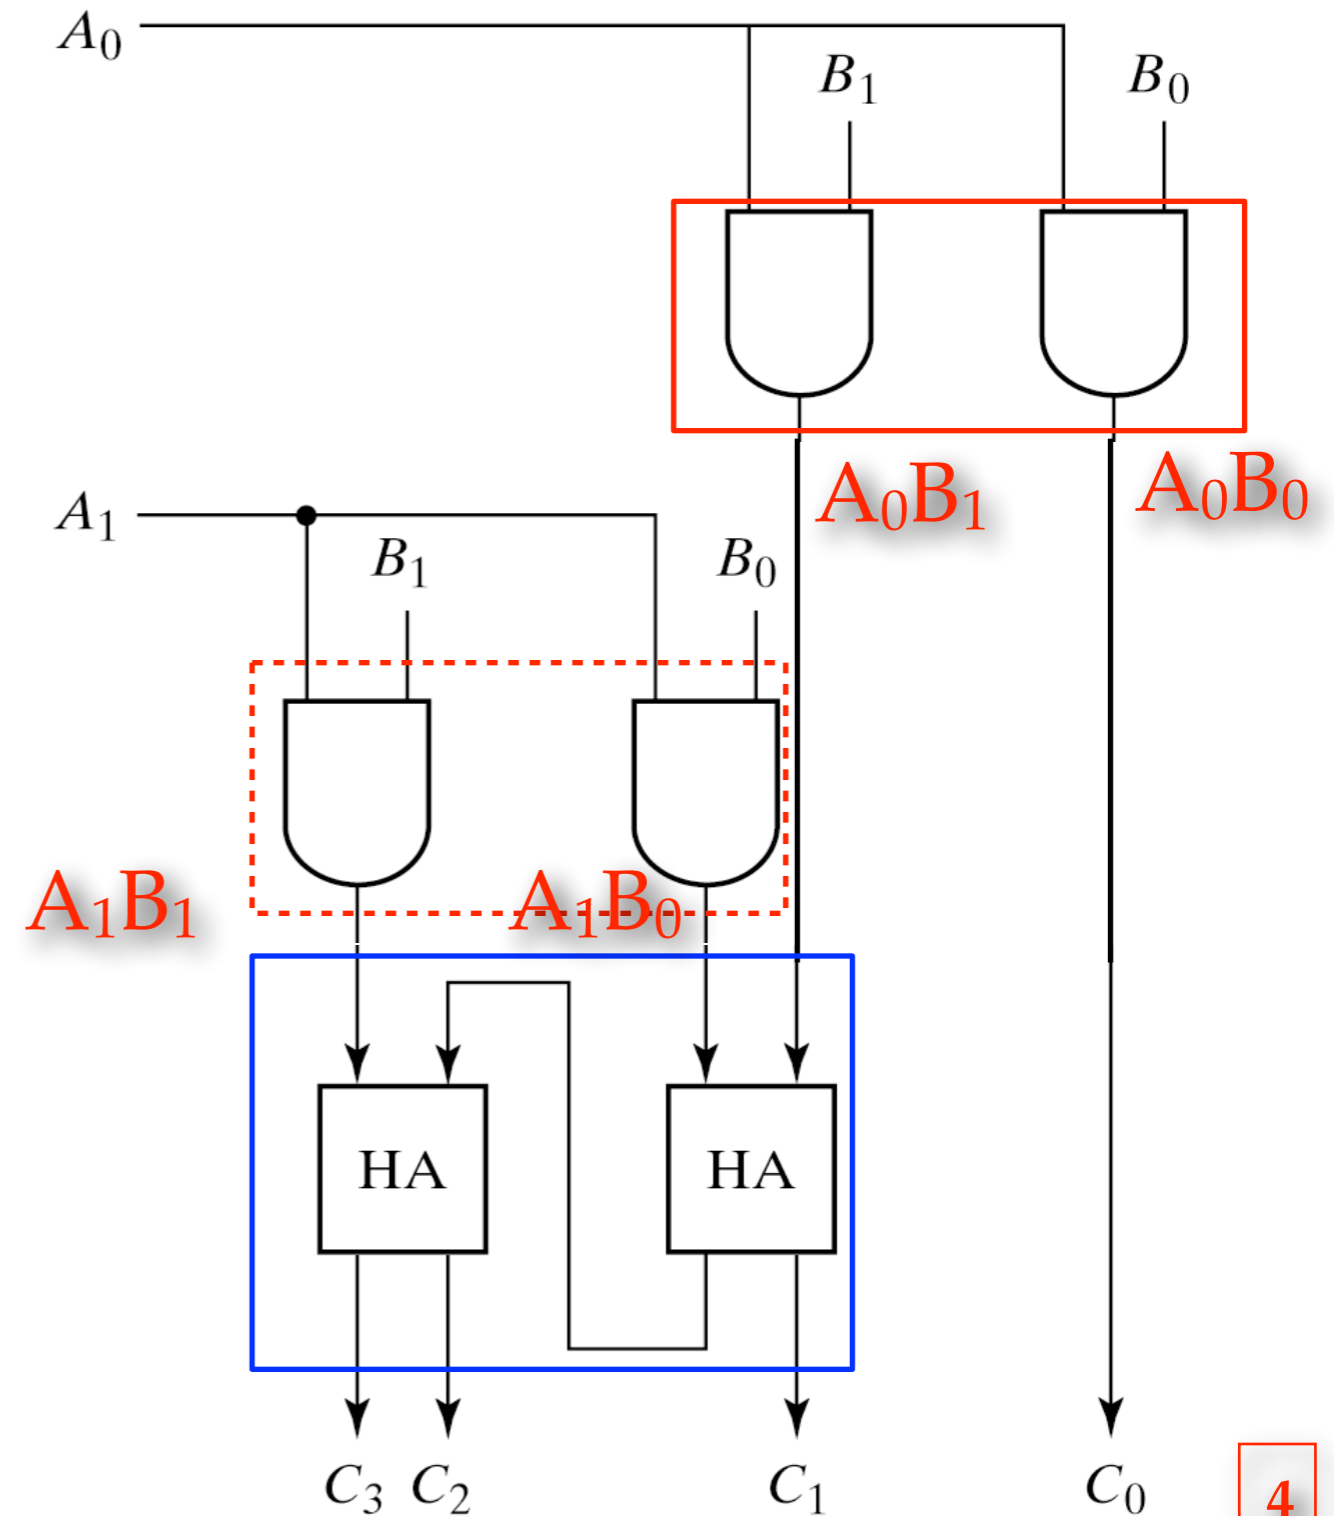 A₀
B₁ B₀
A₀B₁ A₀B₀
A₁
B₁ B₀
A₁B₁ A₁B₀
HA HA
C₃ C₂ C₁ C₀
4